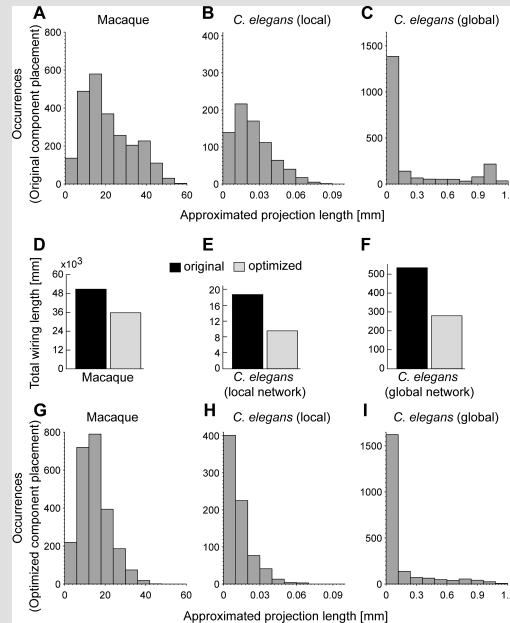 A Macaque
B C. elegans (local)
C C. elegans (global)
Occurrences
(Original component placement)
800
600
400
200
0
400
300
200
100
0
1500
1000
500
0
0 20 40 60
0 0.03 0.06 0.09
0 0.3 0.6 0.9
Approximated projection length [mm]
D
E
F
original optimized
Total wiring length [mm]
x10³
60
48
36
24
12
0
20
16
12
8
4
0
500
400
300
200
100
0
Macaque
C. elegans
(local network)
C. elegans
(global network)
G Macaque
H C. elegans (local)
I C. elegans (global)
Occurrences
(Optimized component placement)
800
600
400
200
0
400
300
200
100
0
1500
1000
500
0
0 20 40 60
0 0.03 0.06 0.09
0 0.3 0.6 0.9
Approximated projection length [mm]